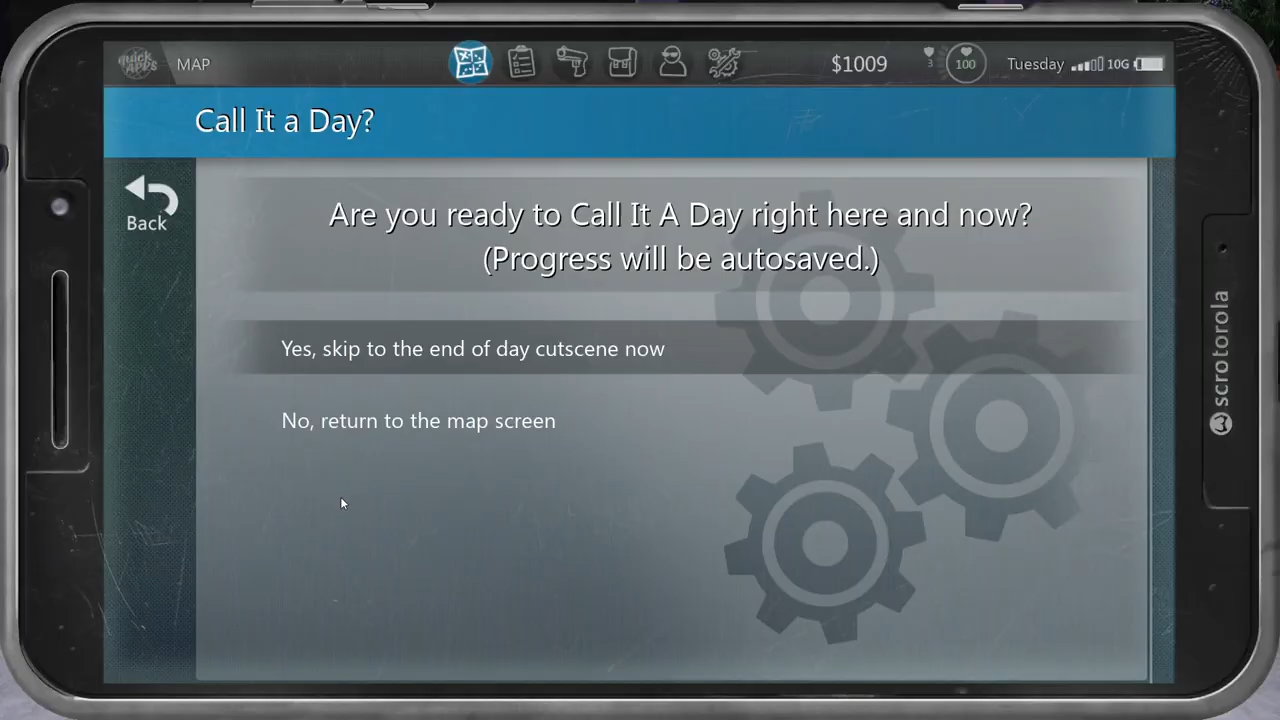 quick Apps
MAP
$1009
3
100
Tuesday
10G
Call It a Day?
Back
Are you ready to Call It A Day right here and now?
(Progress will be autosaved.)
Yes, skip to the end of day cutscene now
No, return to the map screen
scrotorola